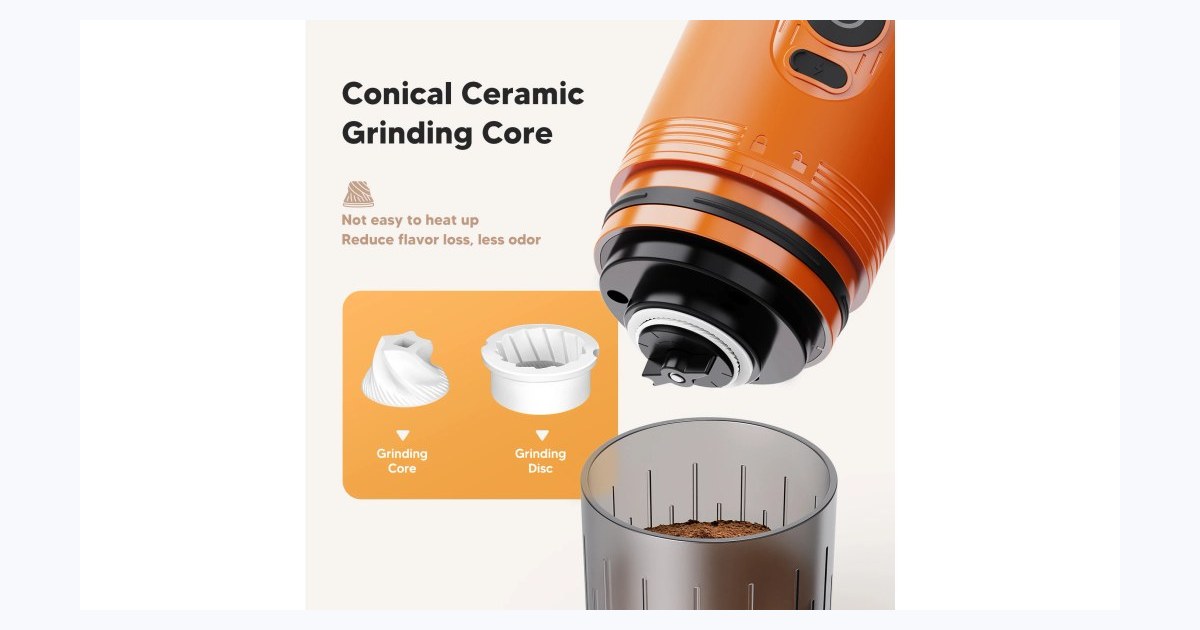 Conical Ceramic
Grinding Core
Not easy to heat up
Reduce flavor loss, less odor
Grinding
Core
Grinding
Disc